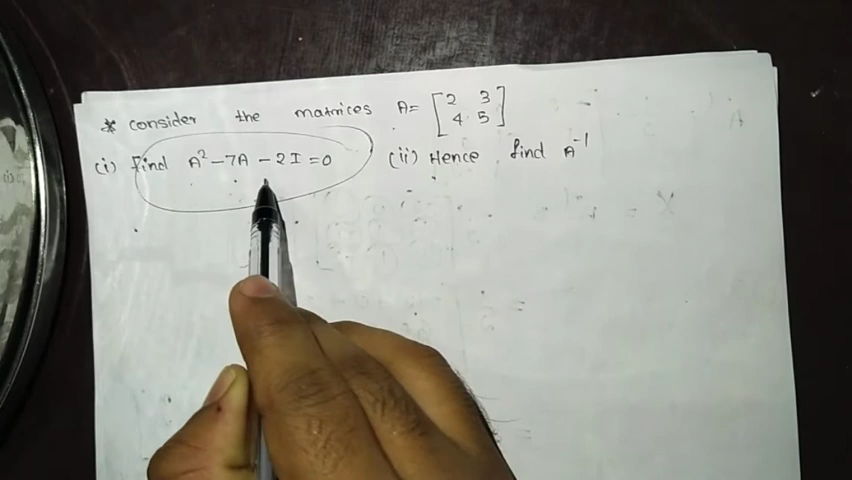 * consider the matrices A= [2 3
4 5]
(i) Find A² - 7A - 2I = 0 (ii) Hence find A⁻¹